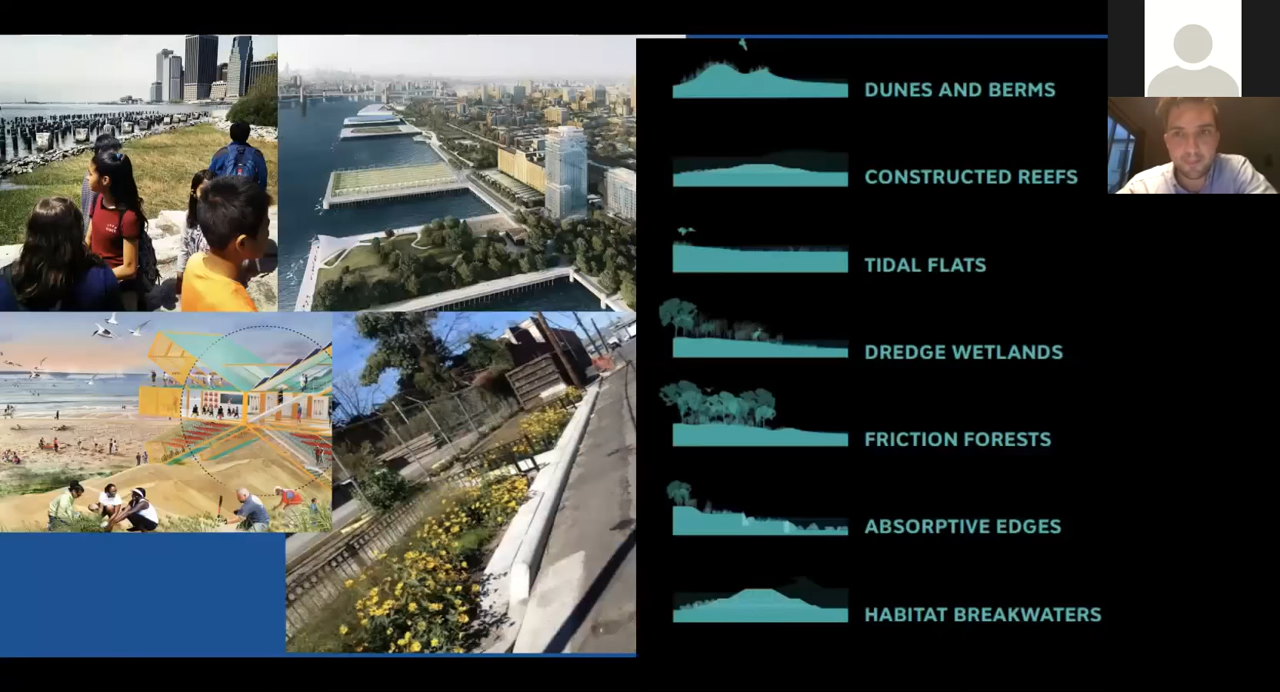 DUNES AND BERMS
CONSTRUCTED REEFS
TIDAL FLATS
DREDGE WETLANDS
FRICTION FORESTS
ABSORPTIVE EDGES
HABITAT BREAKWATERS